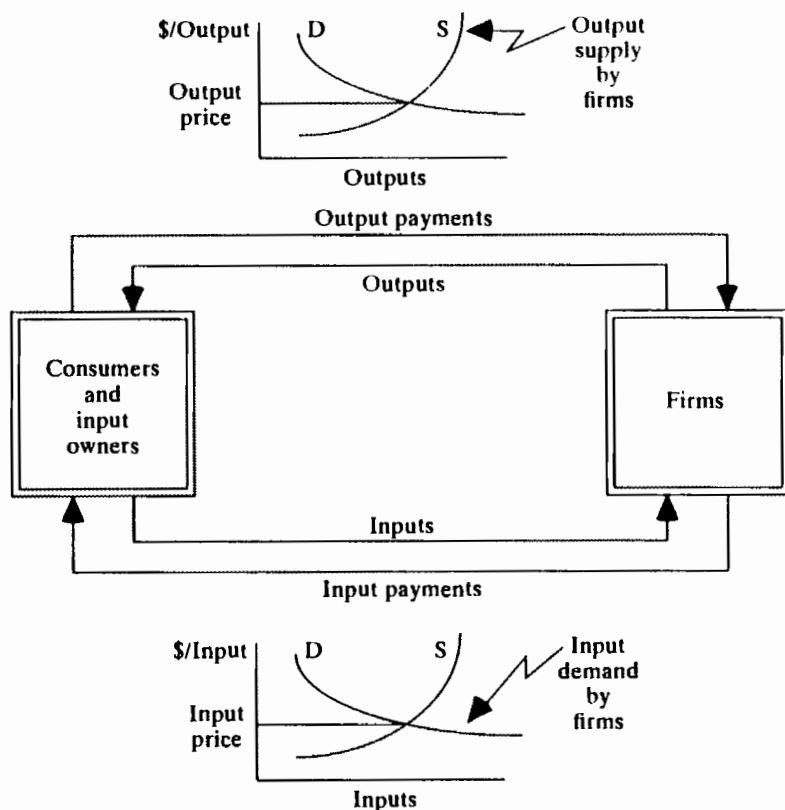 $/Output
D
S
Output
supply
by
firms
Output
price
Outputs
Output payments
Outputs
Consumers
and
input
owners
Firms
Inputs
Input payments
$/Input
D
S
Input
demand
by
firms
Input
price
Inputs